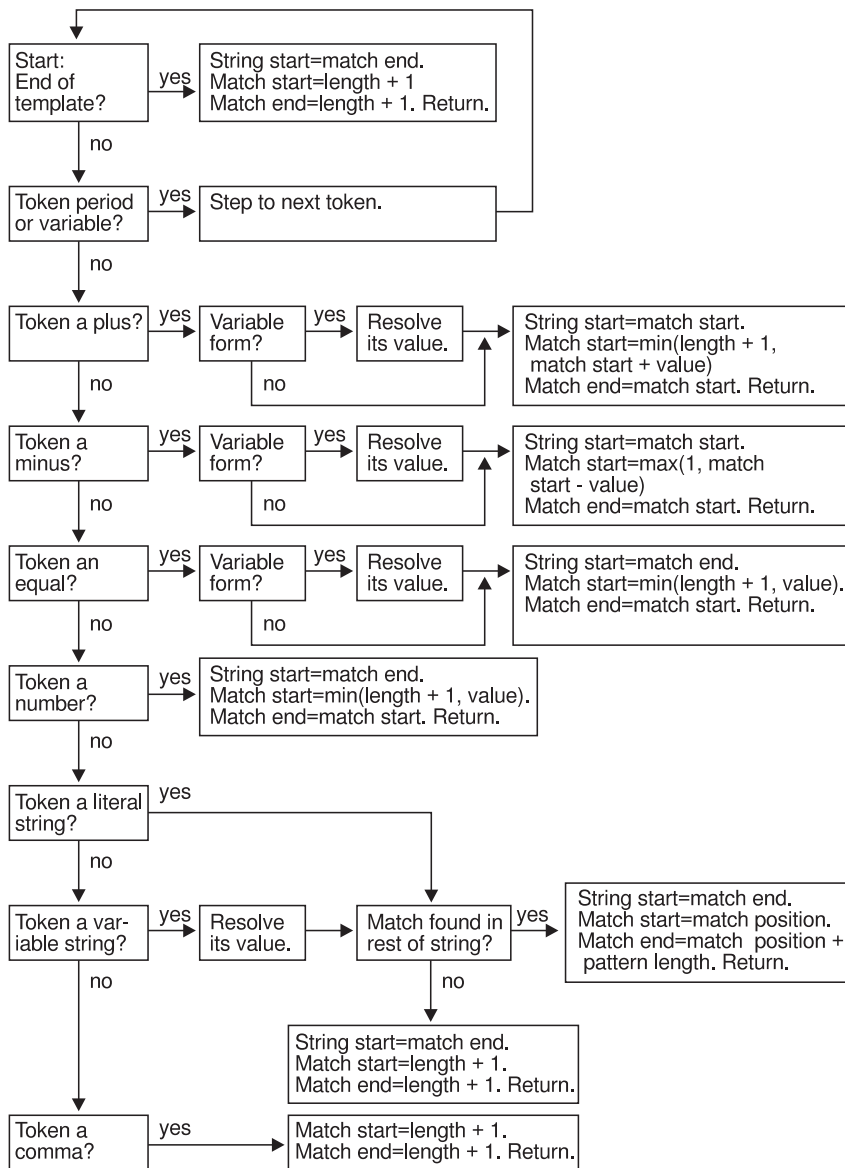 Start:
End of
template?
yes
String start=match end.
Match start=length + 1
Match end=length + 1. Return.
no
Token period
or variable?
yes
Step to next token.
no
Token a plus?
yes
Variable
form?
yes
Resolve
its value.
String start=match start.
Match start=min(length + 1,
match start + value)
Match end=match start. Return.
no
no
Token a
minus?
yes
Variable
form?
yes
Resolve
its value.
String start=match start.
Match start=max(1, match
start - value)
Match end=match start. Return.
no
no
Token an
equal?
yes
Variable
form?
yes
Resolve
its value.
String start=match end.
Match start=min(length + 1, value).
Match end=match start. Return.
no
no
Token a
number?
yes
String start=match end.
Match start=min(length + 1, value).
Match end=match start. Return.
no
Token a literal
string?
yes
no
Token a var-
iable string?
yes
Resolve
its value.
Match found in
rest of string?
yes
String start=match end.
Match start=match position.
Match end=match position +
pattern length. Return.
no
no
String start=match end.
Match start=length + 1.
Match end=length + 1. Return.
Token a
comma?
yes
Match start=length + 1.
Match end=length + 1. Return.